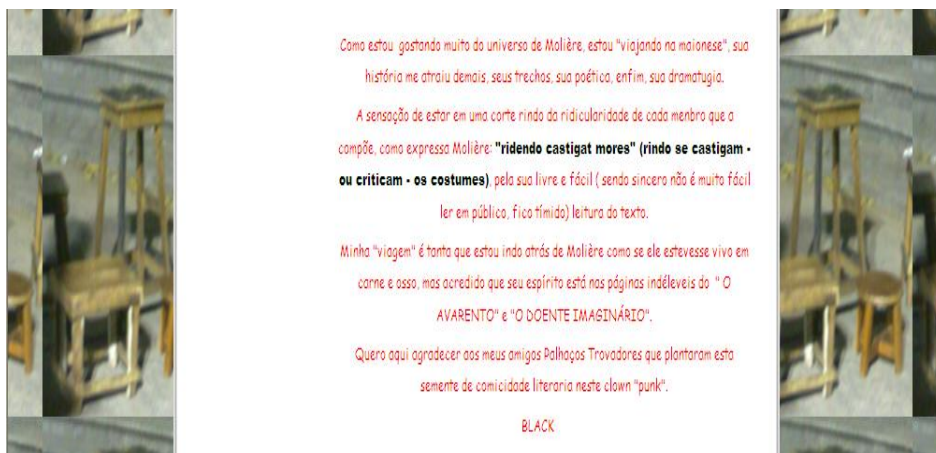 Como estou gostando muito do universo de Molière, estou "viajando na maionese", sua
história me atraiu demais, seus trechos, sua poética, enfim, sua dramatugia.
A sensação de estar em uma corte rindo da ridicularidade de cada menbro que a
compõe, como expressa Molière: "ridendo castigat mores" (rindo se castigam -
ou criticam - os costumes), pela sua livre e fácil ( sendo sincero não é muito fácil
ler em público, fico tímido) leitura do texto.
Minha "viagem" é tanta que estou indo atrás de Molière como se ele estevesse vivo em
carne e osso, mas acredido que seu espírito está nas páginas indéleveis do " O
AVARENTO" e "O DOENTE IMAGINÁRIO".
Quero aqui agradecer aos meus amigos Palhaços Trovadores que plantaram esta
semente de comicidade literaria neste clown "punk".
BLACK